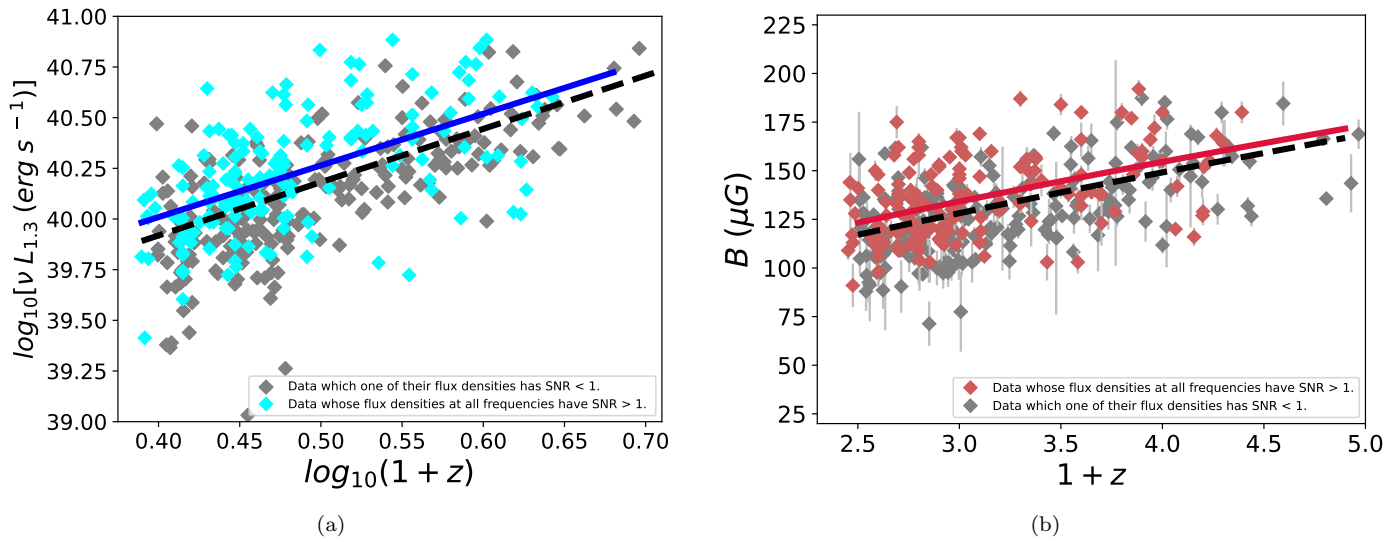 41.00
40.75
40.50
40.25
40.00
39.75
39.50
39.25
39.00
log10[ν L1.3 (erg s −1)]
0.40 0.45 0.50 0.55 0.60 0.65 0.70
log10(1 + z)
Data which one of their flux densities has SNR < 1.
Data whose flux densities at all frequencies have SNR > 1.
(a)
225
200
175
150
125
100
75
50
25
B (μG)
2.5 3.0 3.5 4.0 4.5 5.0
1 + z
Data whose flux densities at all frequencies have SNR > 1.
Data which one of their flux densities has SNR < 1.
(b)